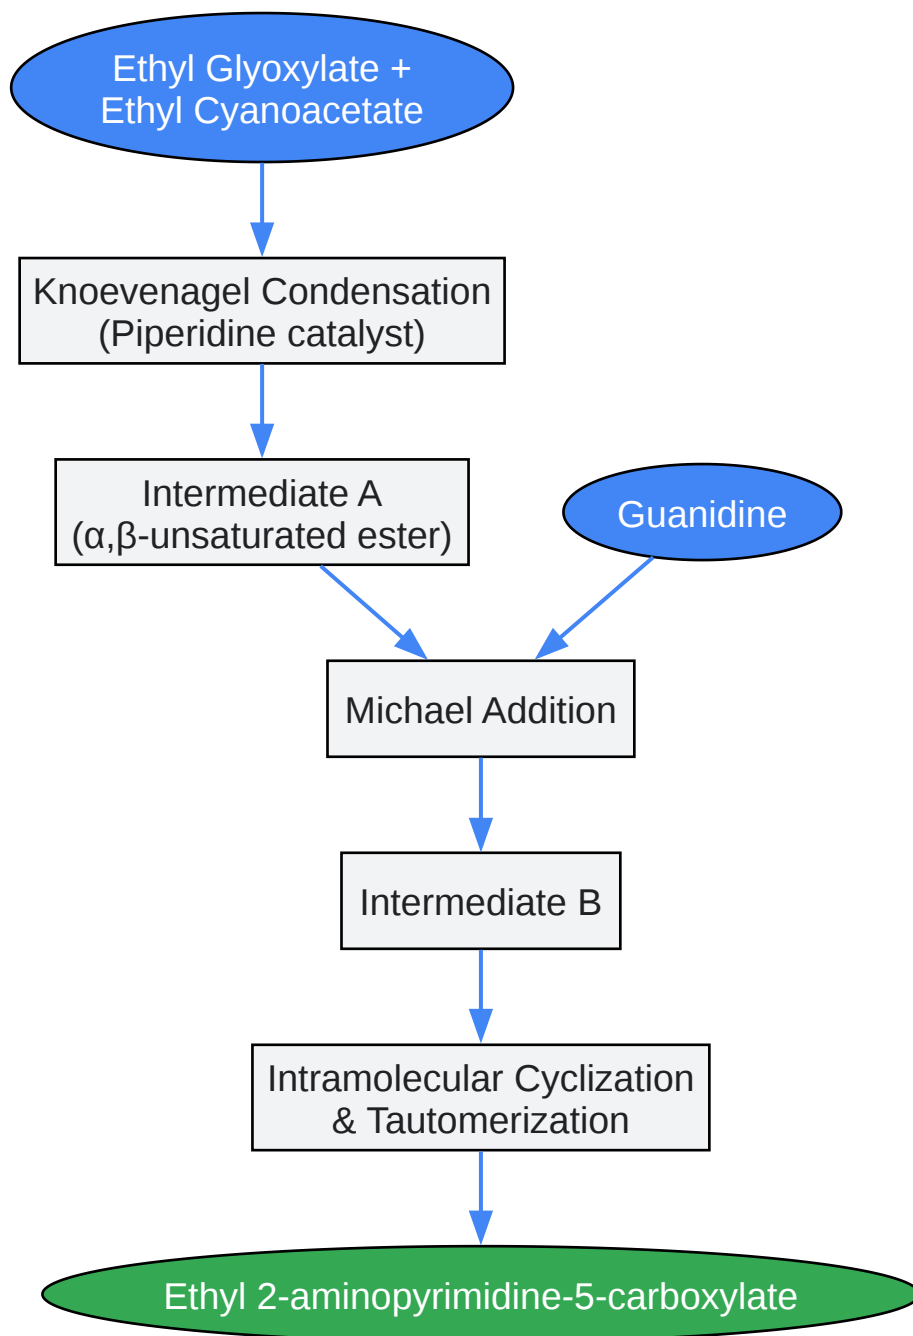 Ethyl Glyoxylate +
Ethyl Cyanoacetate
Knoevenagel Condensation
(Piperidine catalyst)
Intermediate A
(α,β-unsaturated ester)
Guanidine
Michael Addition
Intermediate B
Intramolecular Cyclization
& Tautomerization
Ethyl 2-aminopyrimidine-5-carboxylate